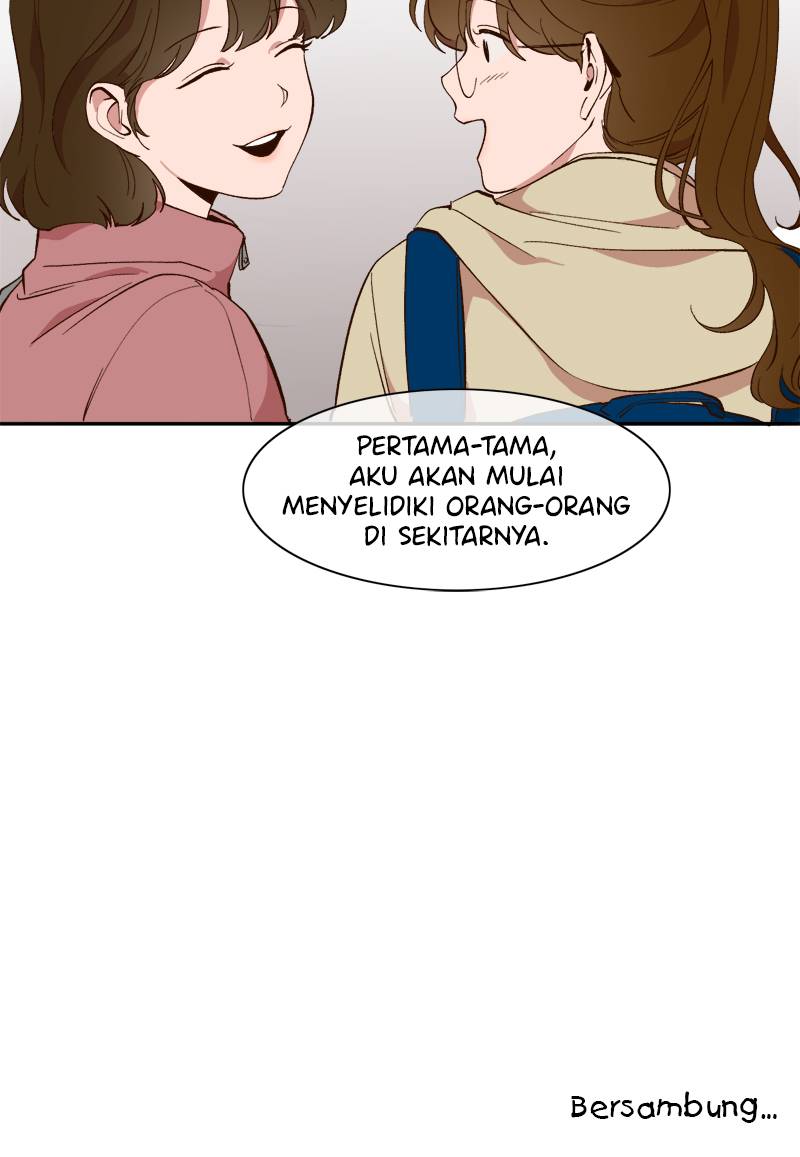 PERTAMA-TAMA,
AKU AKAN MULAI
MENYELIDIKI ORANG-ORANG
DI SEKITARNYA.
Bersambung...